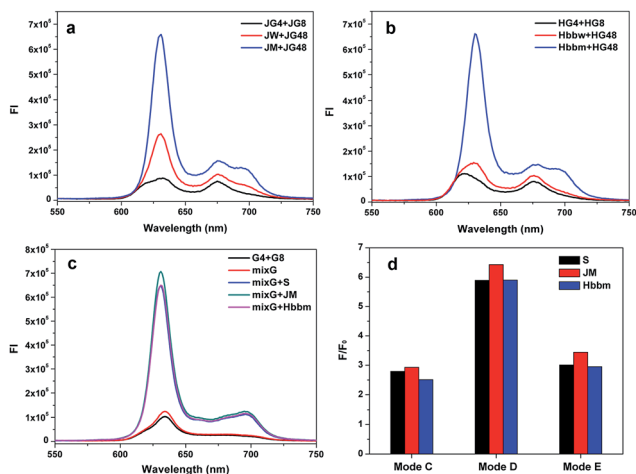 a
JG4+JG8
JW+JG48
JM+JG48
7x10⁵
6x10⁵
5x10⁵
4x10⁵
3x10⁵
2x10⁵
1x10⁵
0
FI
550 600 650 700 750
Wavelength (nm)
b
HG4+HG8
Hbbw+HG48
Hbbm+HG48
7x10⁵
6x10⁵
5x10⁵
4x10⁵
3x10⁵
2x10⁵
1x10⁵
0
FI
550 600 650 700 750
Wavelength (nm)
c
G4+G8
mixG
mixG+S
mixG+JM
mixG+Hbbm
8x10⁵
7x10⁵
6x10⁵
5x10⁵
4x10⁵
3x10⁵
2x10⁵
1x10⁵
0
FI
550 600 650 700 750
Wavelength (nm)
d
S
JM
Hbbm
7
6
5
4
3
2
1
0
F/F₀
Mode C Mode D Mode E